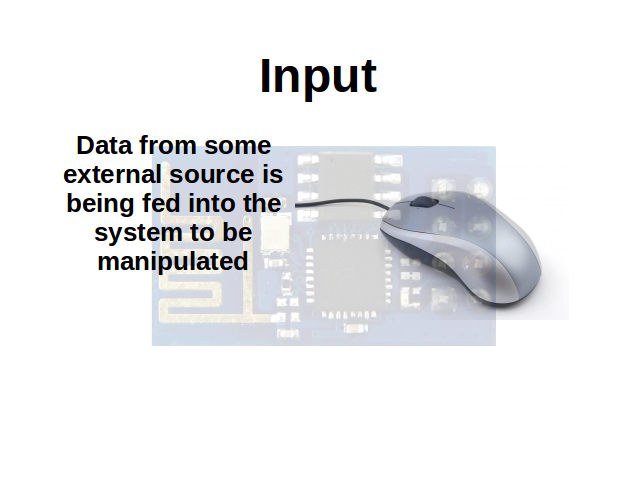 Input
Data from some
external source is
being fed into the
system to be
manipulated